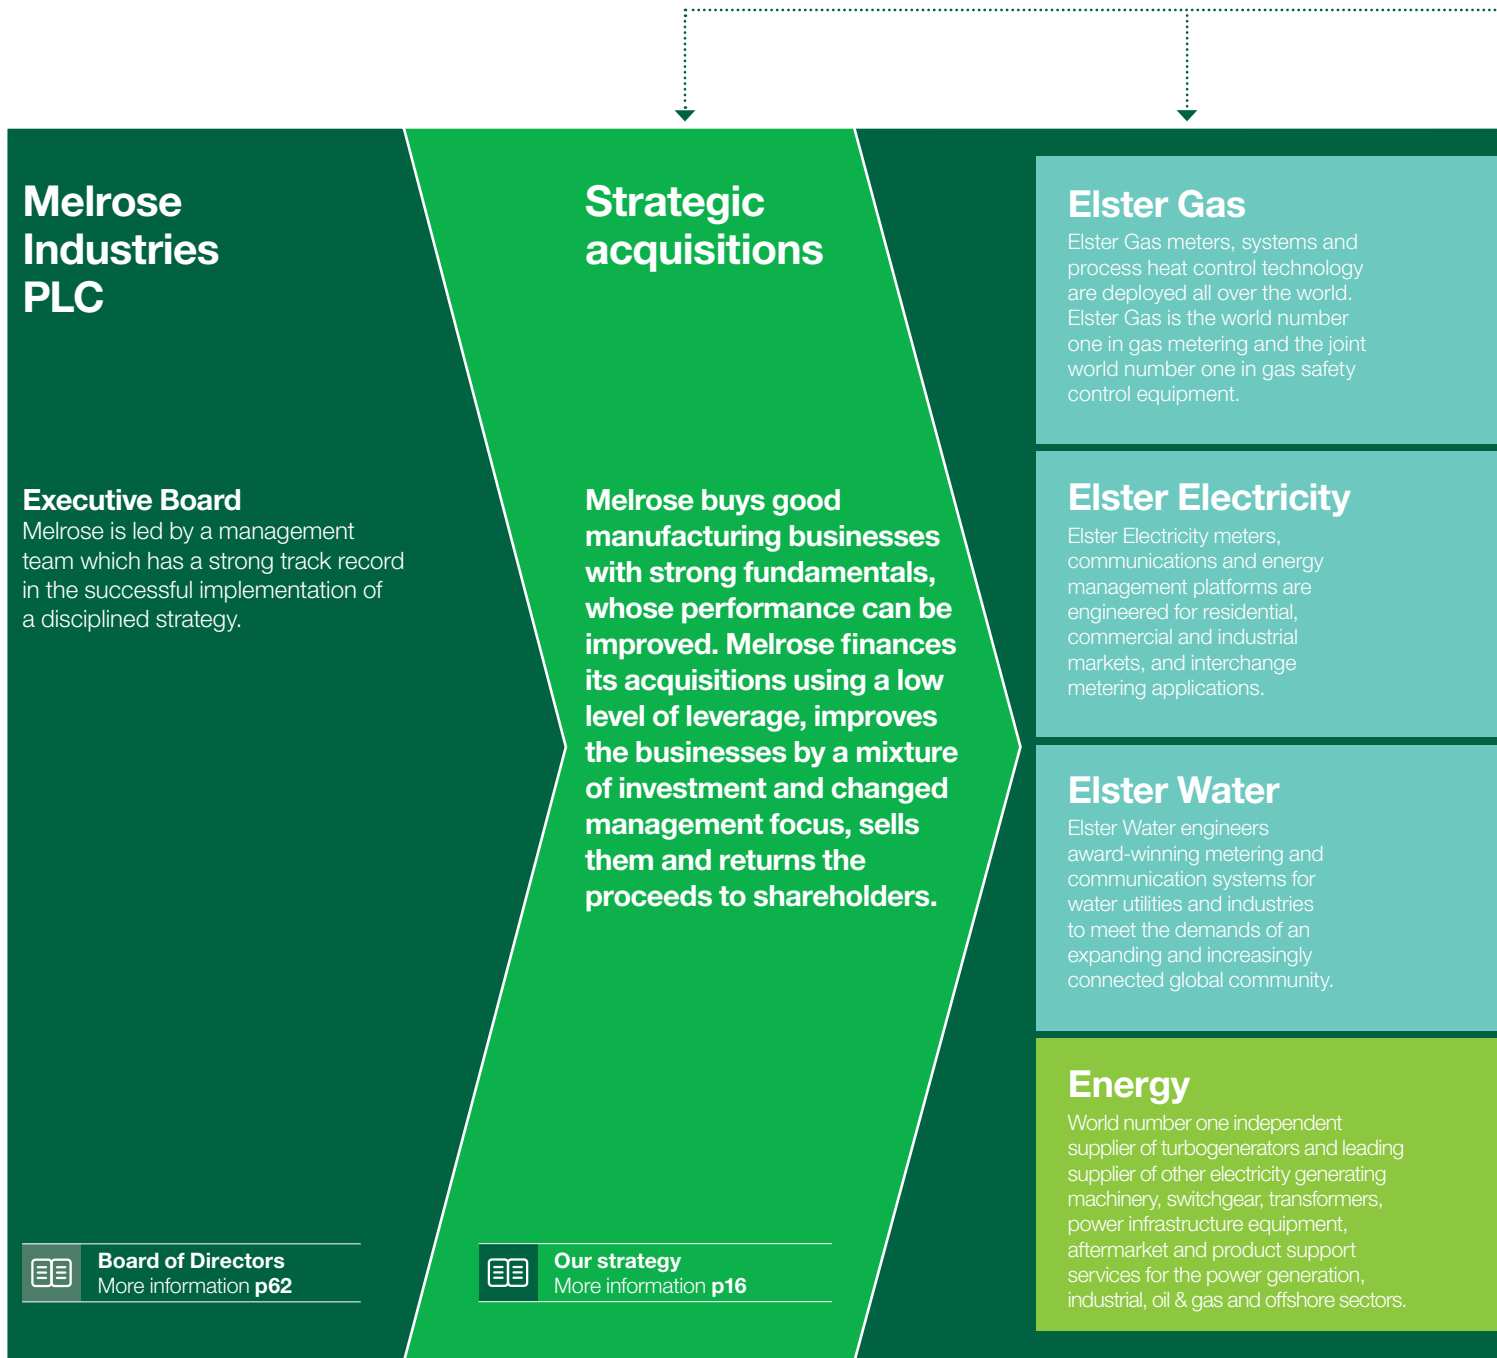 Melrose
Industries
PLC
Executive Board
Melrose is led by a management
team which has a strong track record
in the successful implementation of
a disciplined strategy.
Board of Directors
More information p62
Strategic
acquisitions
Melrose buys good
manufacturing businesses
with strong fundamentals,
whose performance can be
improved. Melrose finances
its acquisitions using a low
level of leverage, improves
the businesses by a mixture
of investment and changed
management focus, sells
them and returns the
proceeds to shareholders.
Our strategy
More information p16
Elster Gas
Elster Gas meters, systems and
process heat control technology
are deployed all over the world.
Elster Gas is the world number
one in gas metering and the joint
world number one in gas safety
control equipment.
Elster Electricity
Elster Electricity meters,
communications and energy
management platforms are
engineered for residential,
commercial and industrial
markets, and interchange
metering applications.
Elster Water
Elster Water engineers
award-winning metering and
communication systems for
water utilities and industries
to meet the demands of an
expanding and increasingly
connected global community.
Energy
World number one independent
supplier of turbogenerators and leading
supplier of other electricity generating
machinery, switchgear, transformers,
power infrastructure equipment,
aftermarket and product support
services for the power generation,
industrial, oil & gas and offshore sectors.